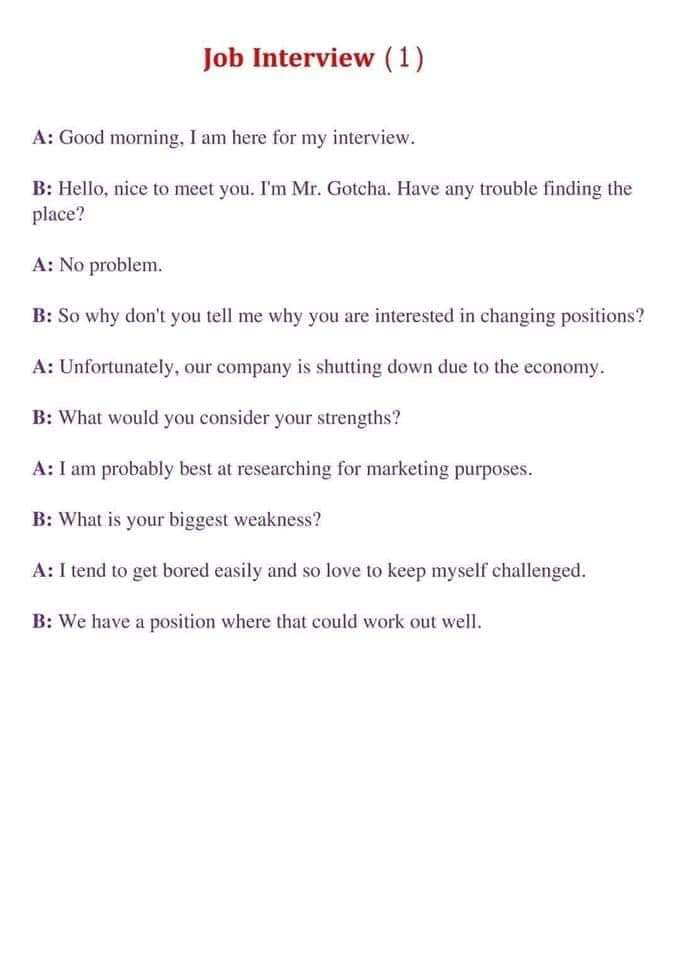 Job Interview (1)
A: Good morning, I am here for my interview.
B: Hello, nice to meet you. I'm Mr. Gotcha. Have any trouble finding the
place?
A: No problem.
B: So why don't you tell me why you are interested in changing positions?
A: Unfortunately, our company is shutting down due to the economy.
B: What would you consider your strengths?
A: I am probably best at researching for marketing purposes.
B: What is your biggest weakness?
A: I tend to get bored easily and so love to keep myself challenged.
B: We have a position where that could work out well.